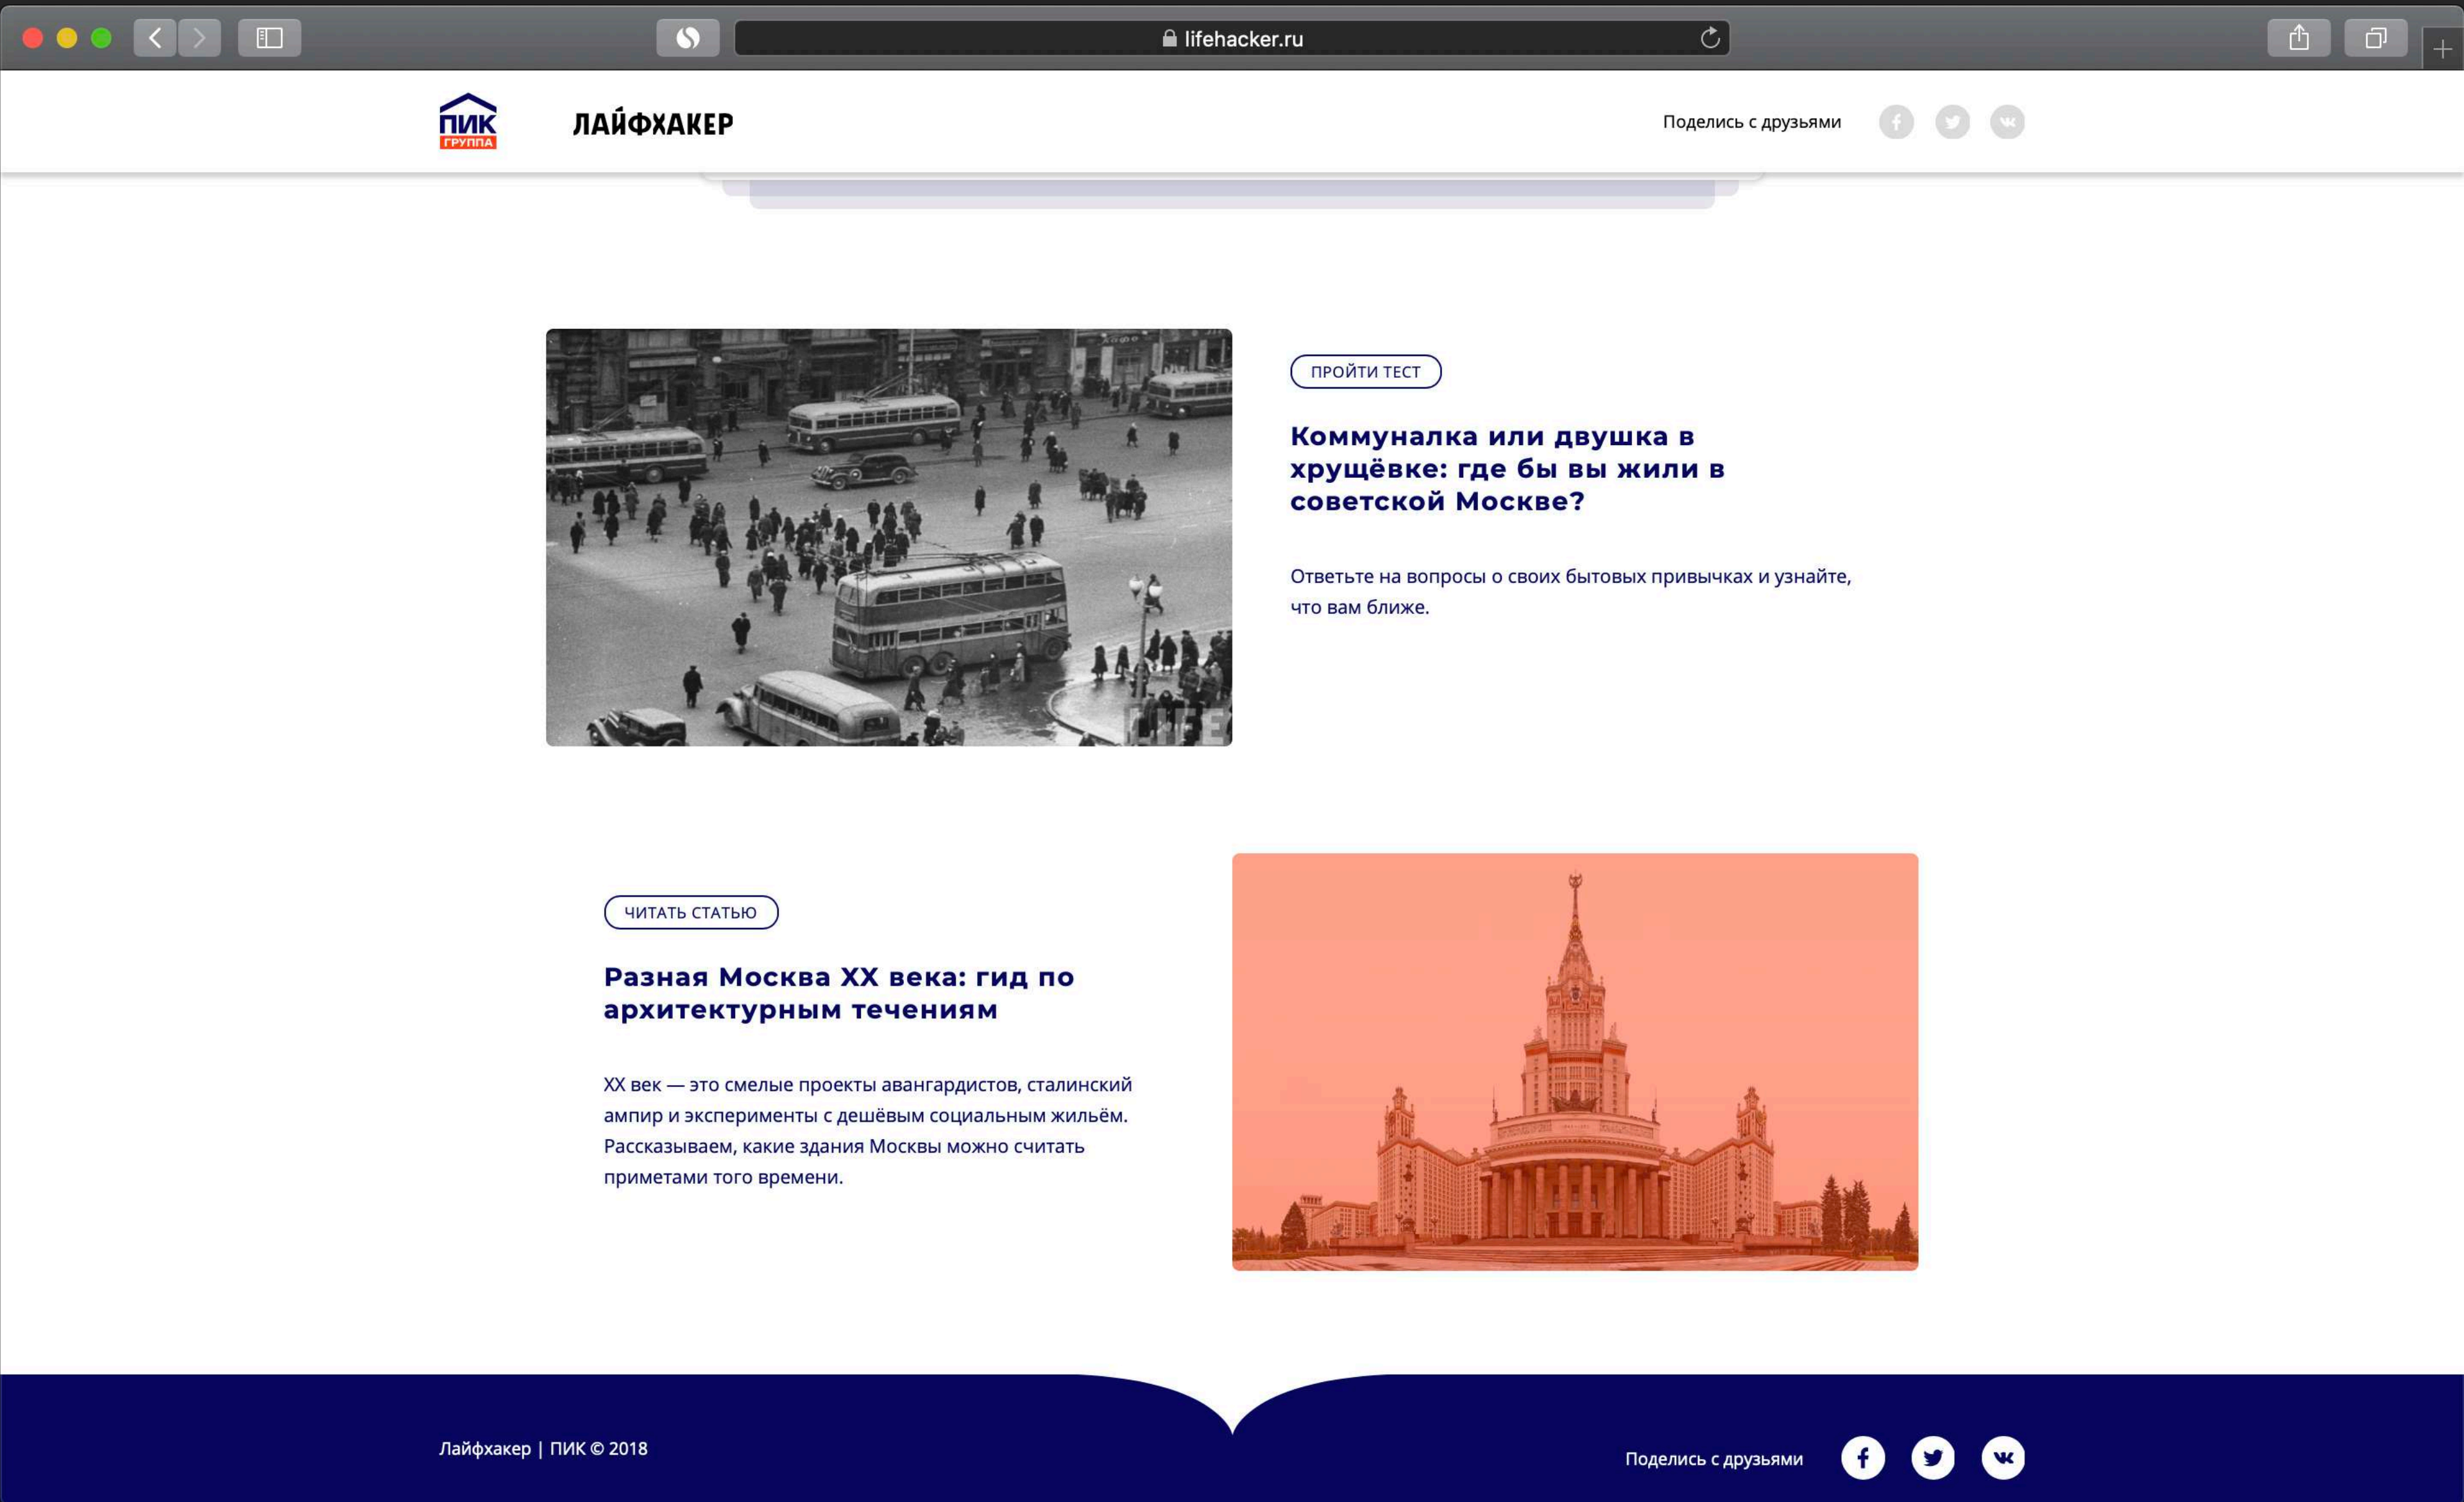 lifehacker.ru
ПИК
ГРУППА
ЛАЙФХАКЕР
Поделись с друзьями
кафе
LIFE
ПРОЙТИ ТЕСТ
Коммуналка или двушка в
хрущёвке: где бы вы жили в
советской Москве?
Ответьте на вопросы о своих бытовых привычках и узнайте,
что вам ближе.
ЧИТАТЬ СТАТЬЮ
Разная Москва XX века: гид по
архитектурным течениям
XX век — это смелые проекты авангардистов, сталинский
ампир и эксперименты с дешёвым социальным жильём.
Рассказываем, какие здания Москвы можно считать
приметами того времени.
Лайфхакер | ПИК © 2018
Поделись с друзьями